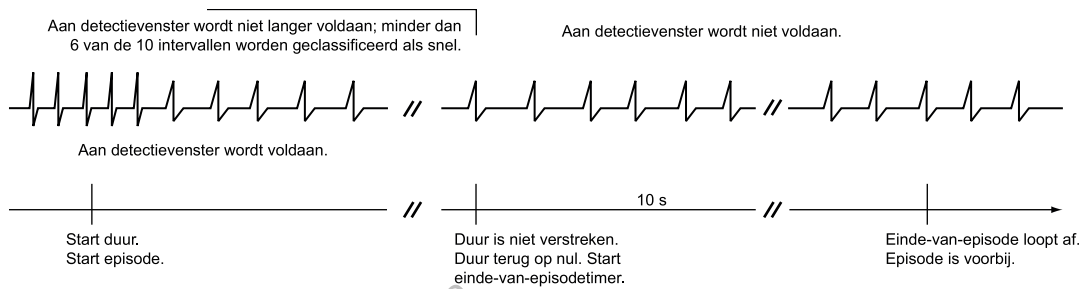 Aan detectievenster wordt niet langer voldaan; minder dan
6 van de 10 intervallen worden geclassificeerd als snel.
Aan detectievenster wordt niet voldaan.
Aan detectievenster wordt voldaan.
10 s
Start duur.
Start episode.
Duur is niet verstreken.
Duur terug op nul. Start
einde-van-episodetimer.
Einde-van-episode loopt af.
Episode is voorbij.